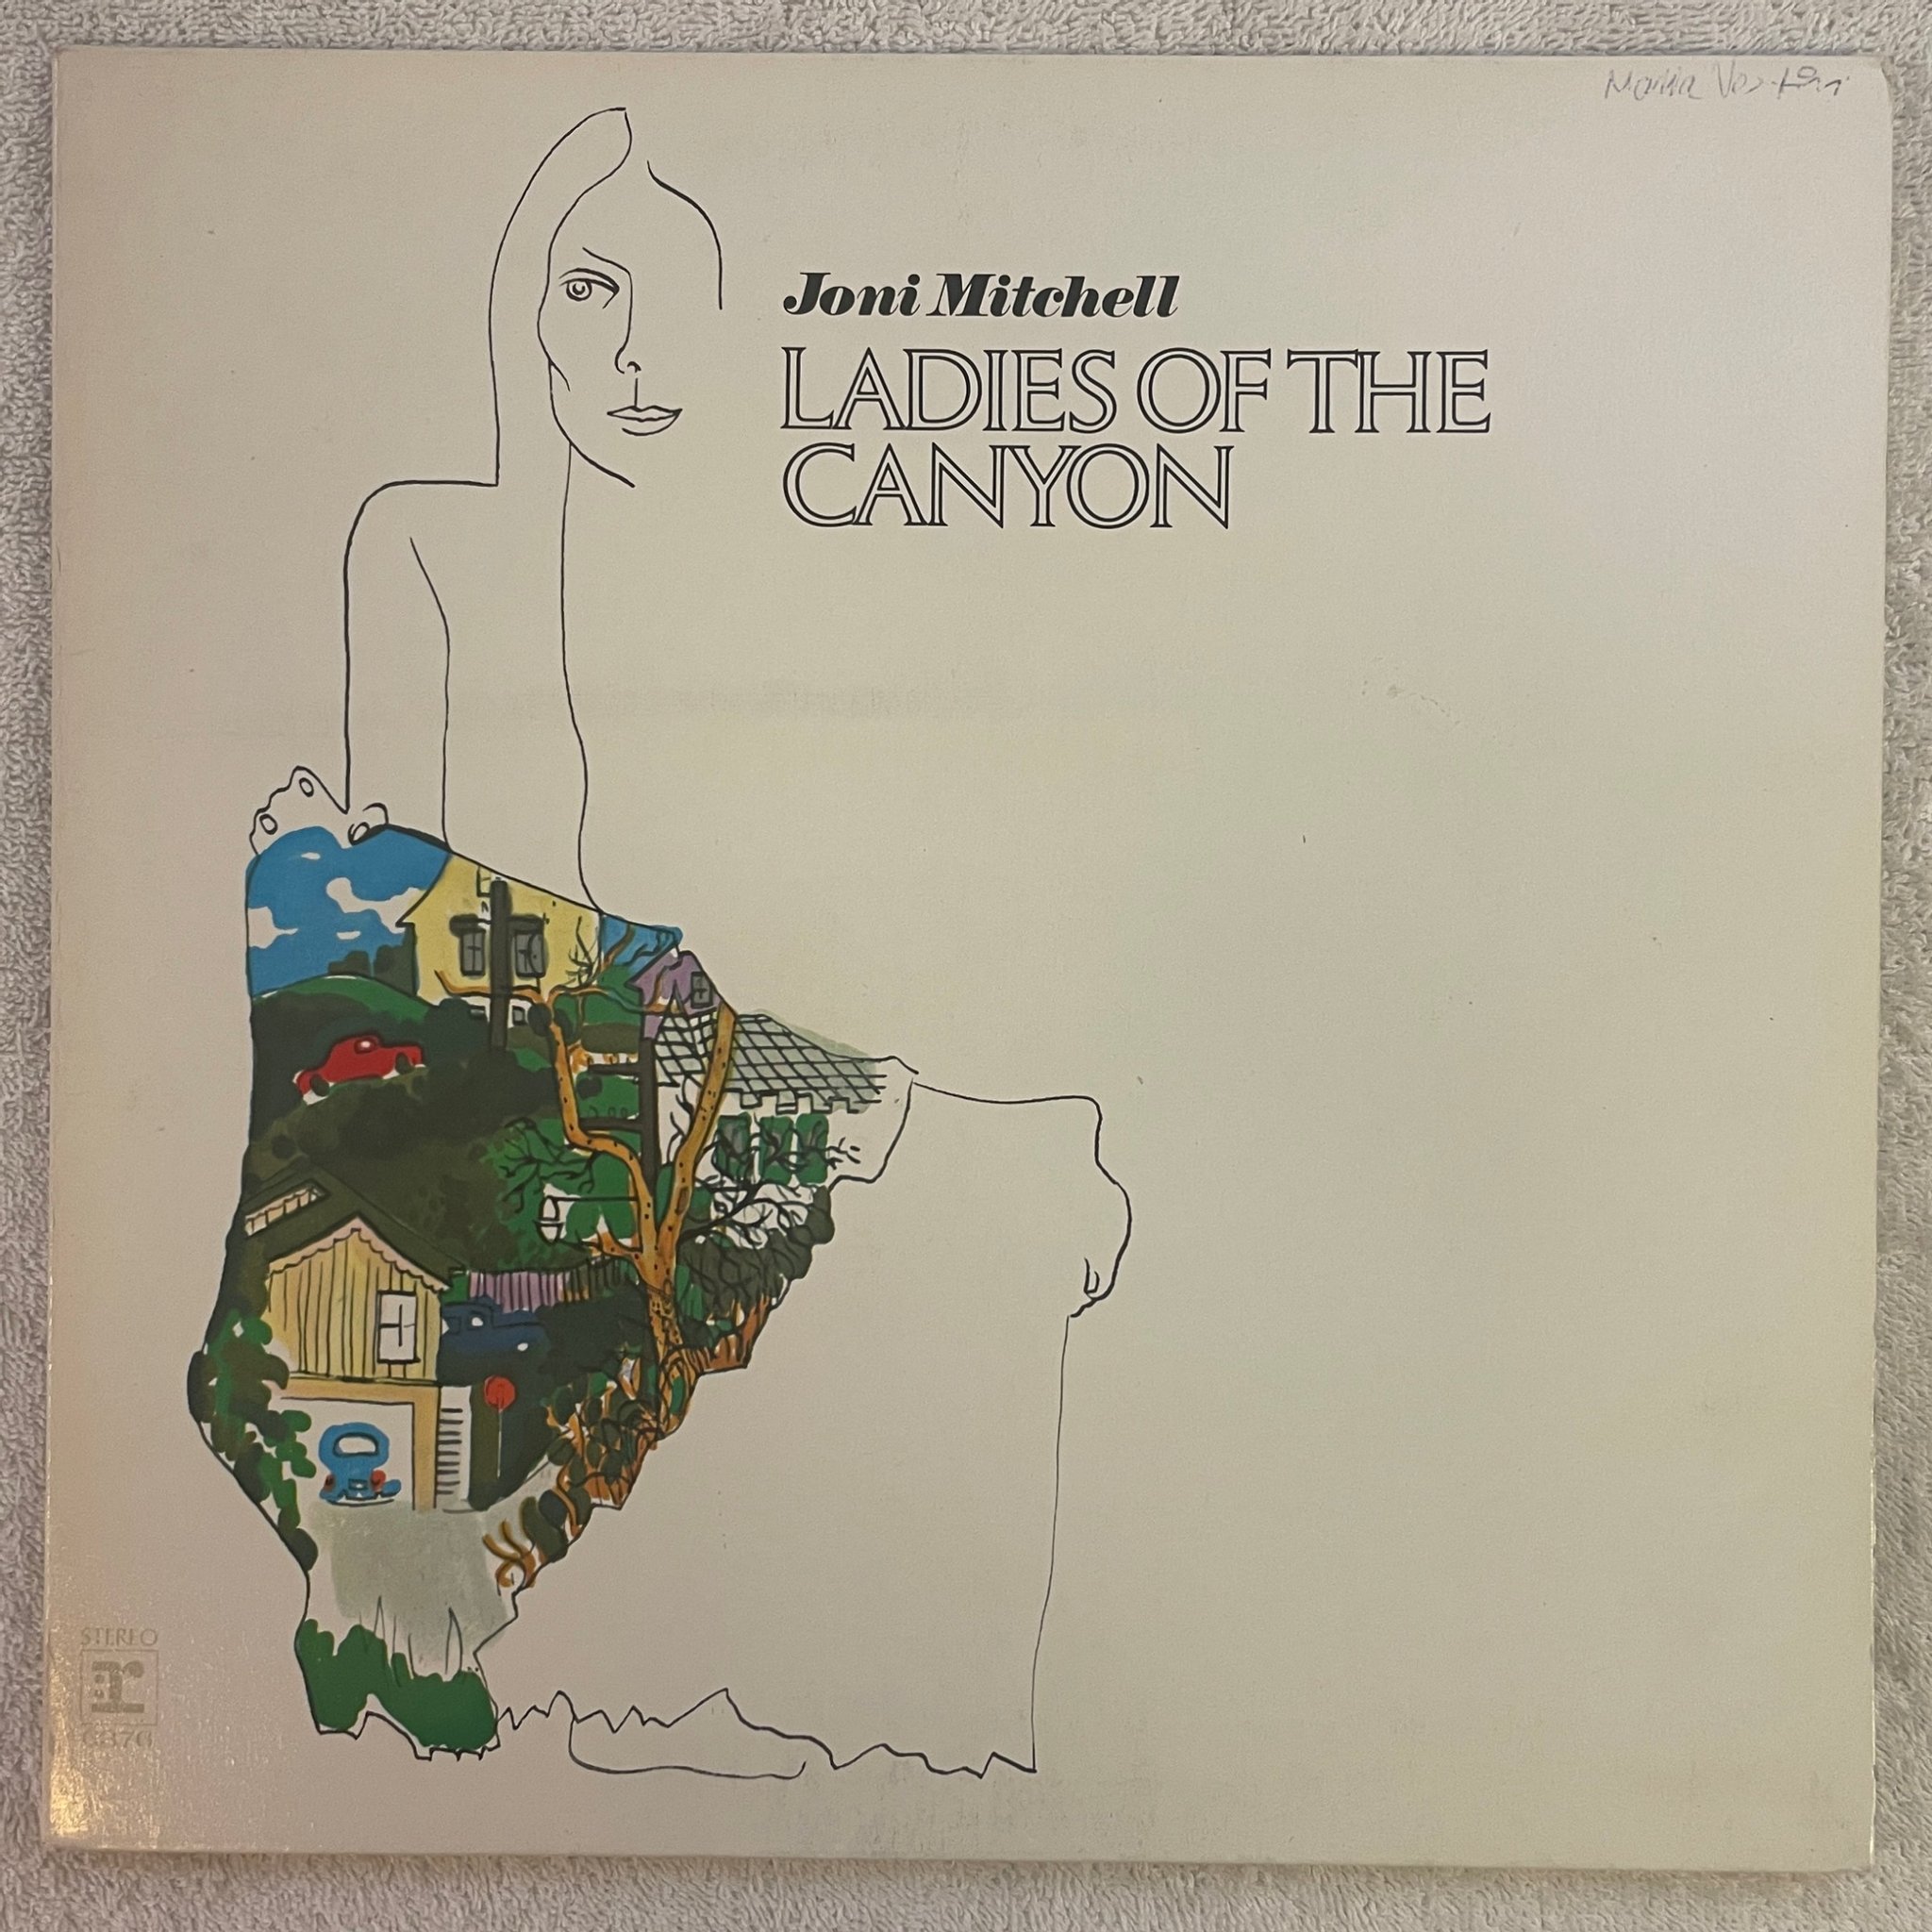 Joni Mitchell
LADIES OF THE
CANYON
STEREO
r:
6376